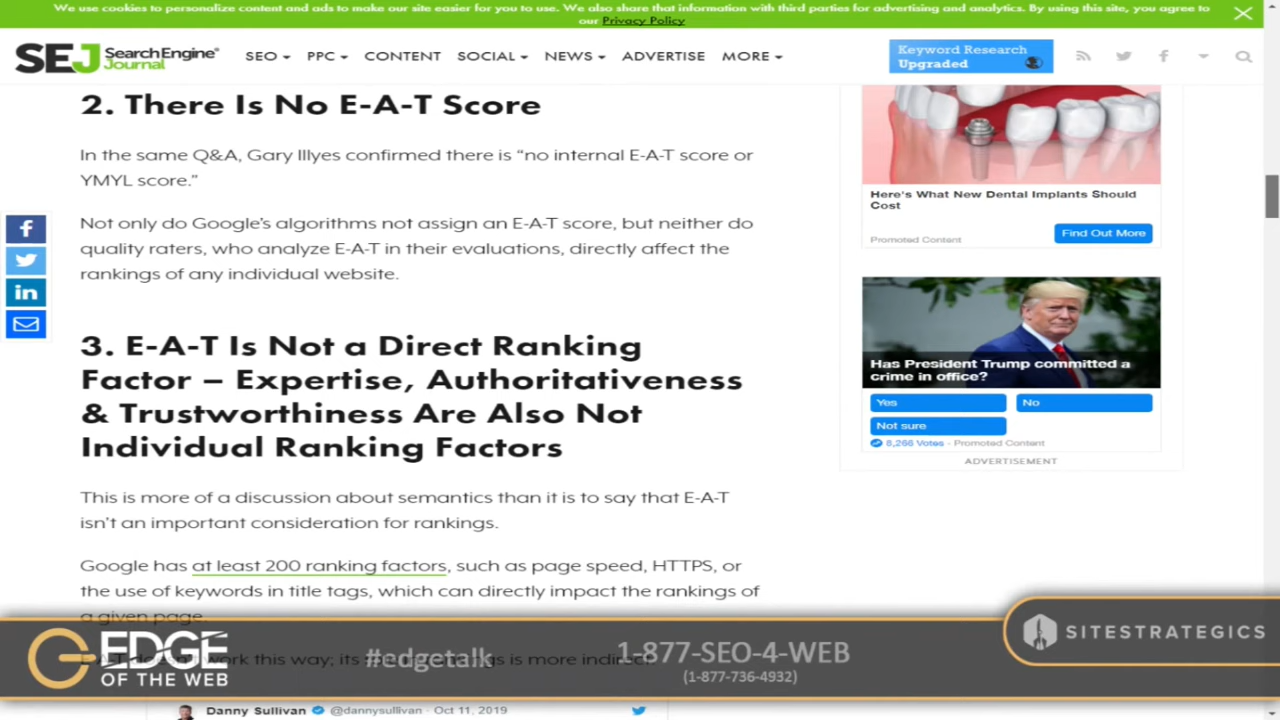 We use cookies to personalize content and ads to make our site easier for you to use. We also share that information with third parties for advertising and analytics. By using this site, you agree to
our Privacy Policy
SEJ Search Engine Journal
SEO
PPC
CONTENT
SOCIAL
NEWS
ADVERTISE
MORE
Keyword Research
Upgraded
2. There Is No E-A-T Score
In the same Q&A, Gary Illyes confirmed there is “no internal E-A-T score or
YMYL score.”
Not only do Google’s algorithms not assign an E-A-T score, but neither do
quality raters, who analyze E-A-T in their evaluations, directly affect the
rankings of any individual website.
3. E-A-T Is Not a Direct Ranking
Factor – Expertise, Authoritativeness
& Trustworthiness Are Also Not
Individual Ranking Factors
This is more of a discussion about semantics than it is to say that E-A-T
isn’t an important consideration for rankings.
Google has at least 200 ranking factors, such as page speed, HTTPS, or
the use of keywords in title tags, which can directly impact the rankings of
a given page.
Danny Sullivan @dannysullivan · Oct 11, 2019
Here's What New Dental Implants Should
Cost
Promoted Content
Find Out More
Has President Trump committed a
crime in office?
Yes
No
Not sure
8,266 Votes · Promoted Content
ADVERTISEMENT
EDGE
OF THE WEB
#edgetalk
1-877-SEO-4-WEB
(1-877-736-4932)
SITESTRATEGICS